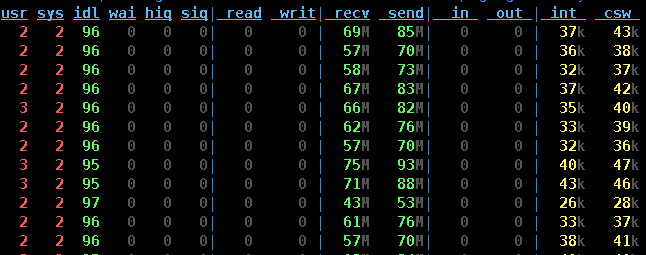 usr sys idl wai hiq siq| read writ| recv send| in out | int csw
2 2 96 0 0 0| 0 0 | 69M 85M| 0 0 | 37k 43k
2 2 96 0 0 0| 0 0 | 57M 70M| 0 0 | 36k 38k
2 2 96 0 0 0| 0 0 | 58M 73M| 0 0 | 32k 37k
2 2 96 0 0 0| 0 0 | 67M 83M| 0 0 | 37k 42k
3 2 96 0 0 0| 0 0 | 66M 82M| 0 0 | 35k 40k
2 2 96 0 0 0| 0 0 | 62M 76M| 0 0 | 33k 39k
2 2 96 0 0 0| 0 0 | 57M 70M| 0 0 | 32k 36k
3 2 95 0 0 0| 0 0 | 75M 93M| 0 0 | 40k 47k
3 2 95 0 0 0| 0 0 | 71M 88M| 0 0 | 43k 46k
2 2 97 0 0 0| 0 0 | 43M 53M| 0 0 | 26k 28k
2 2 96 0 0 0| 0 0 | 61M 76M| 0 0 | 33k 37k
2 2 96 0 0 0| 0 0 | 57M 70M| 0 0 | 38k 41k